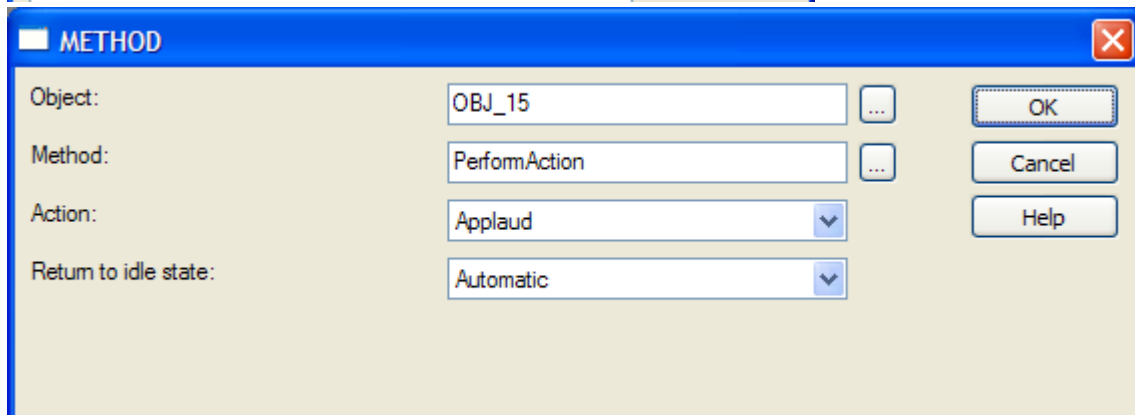 METHOD
Object: OBJ_15 ... OK
Method: PerformAction ... Cancel
Action: Applaud Help
Return to idle state: Automatic